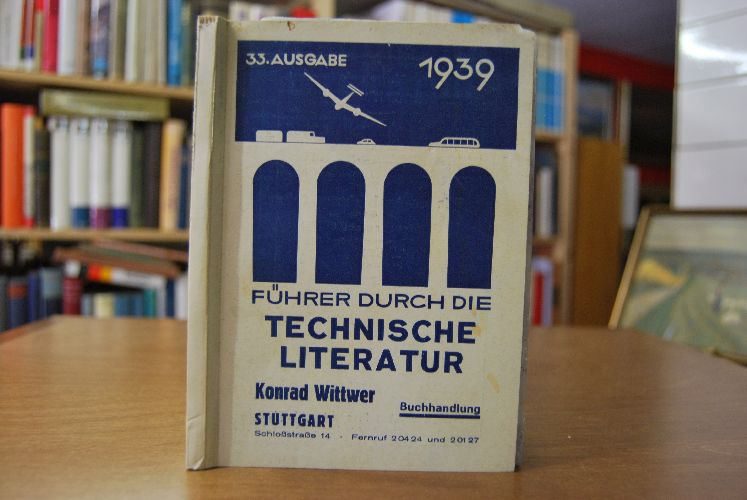 33. AUSGABE
1939
FÜHRER DURCH DIE
TECHNISCHE
LITERATUR
Konrad Wittwer
Buchhandlung
STUTTGART
Schloßstraße 14 · Fernruf 20424 und 20127